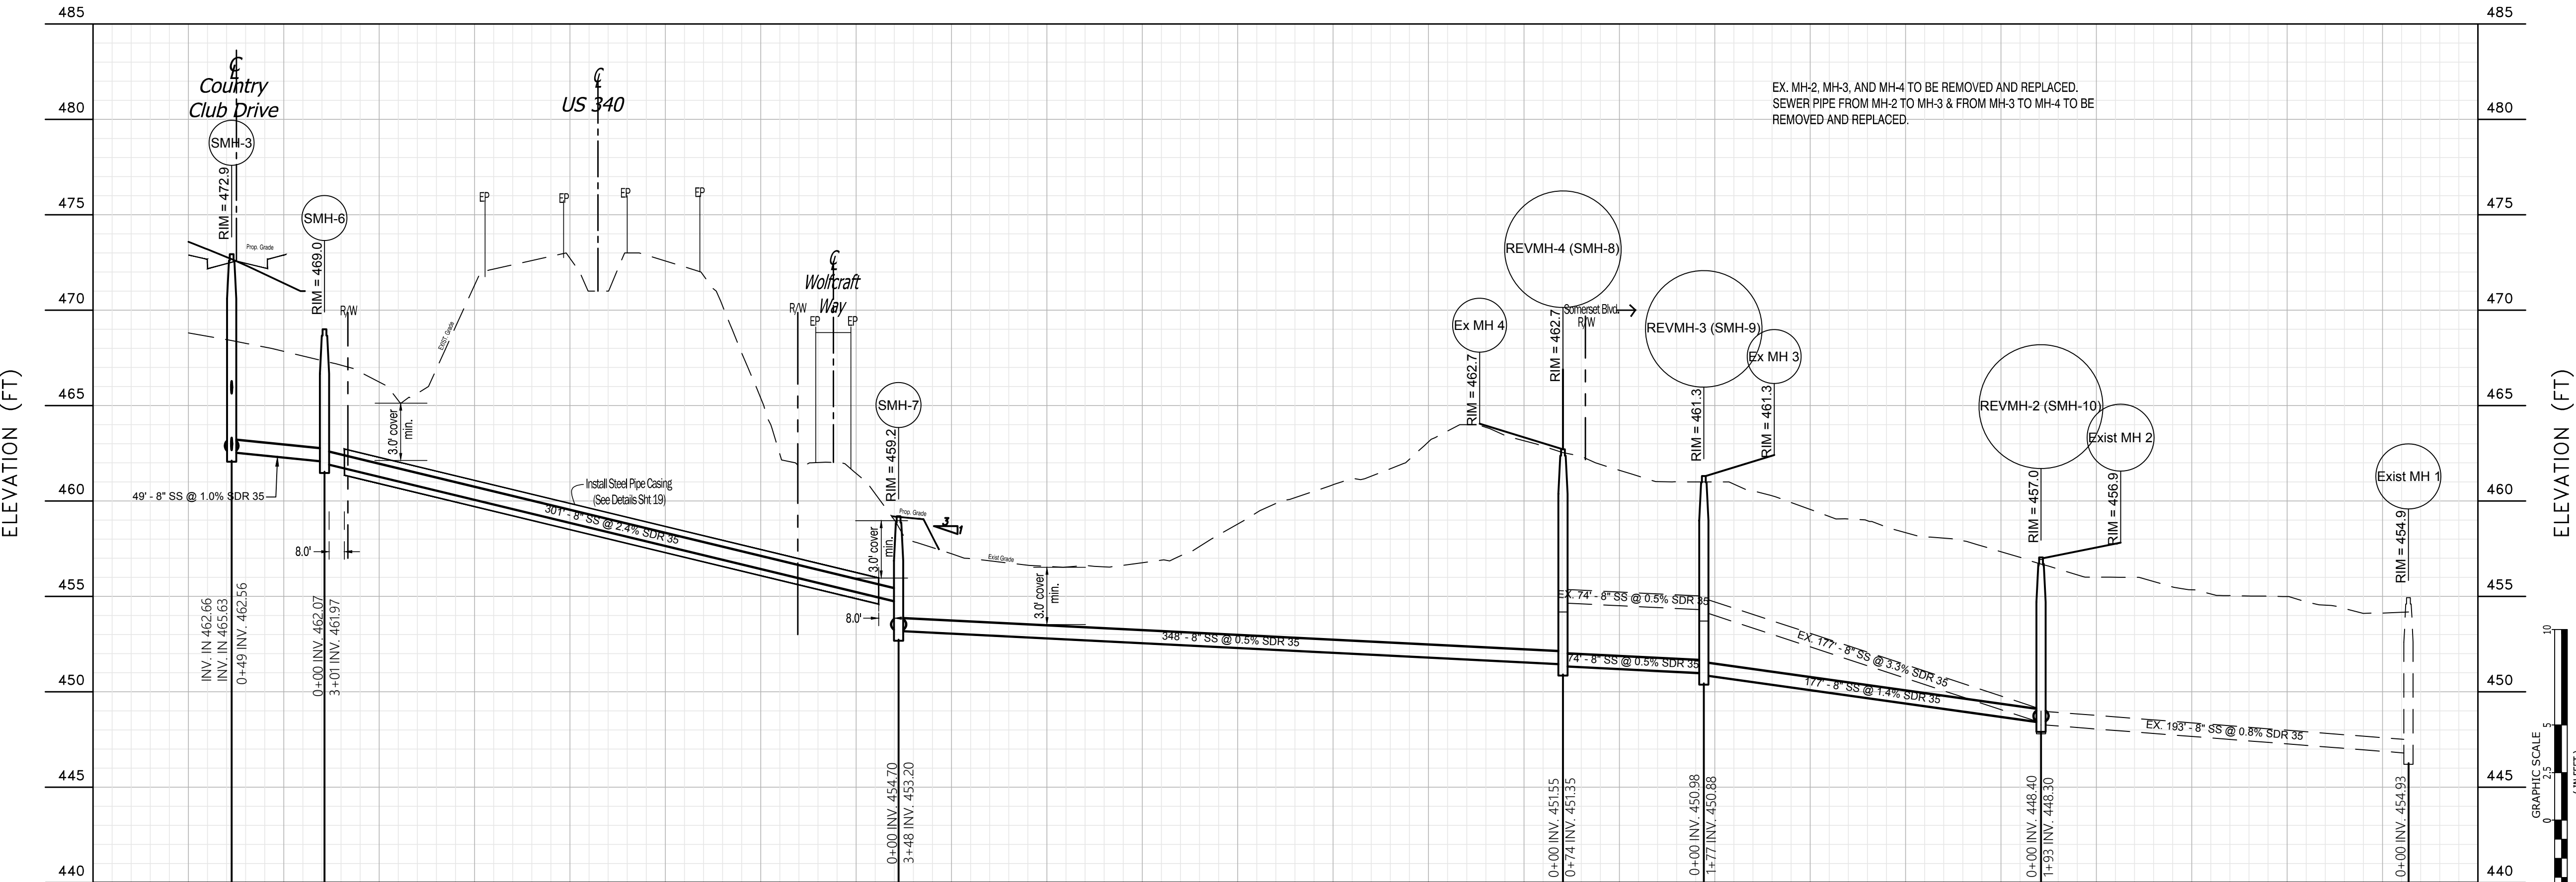 485
480
475
470
465
460
455
450
445
440
ELEVATION (FT)
℄
Country
Club Drive
SMH-3
RIM = 472.9
Prop. Grade
SMH-6
RIM = 469.0
R/W
EXIST. Grade
3.0' cover
min.
EP
EP
℄
US 340
EP
EP
49' - 8" SS @ 1.0% SDR 35
Install Steel Pipe Casing
(See Details Sht 19)
301' - 8" SS @ 2.4% SDR 35
8.0'
INV. IN 462.66
INV. IN 465.63
0+49 INV. 462.56
0+00 INV. 462.07
3+01 INV. 461.97
℄
Wolfcraft
Way
R/W
EP
EP
SMH-7
RIM = 459.2
Prop. Grade
3
1
3.0' cover
min.
8.0'
Exist Grade
3.0' cover
min.
0+00 INV. 454.70
3+48 INV. 453.20
348' - 8" SS @ 0.5% SDR 35
EX. MH-2, MH-3, AND MH-4 TO BE REMOVED AND REPLACED.
SEWER PIPE FROM MH-2 TO MH-3 & FROM MH-3 TO MH-4 TO BE
REMOVED AND REPLACED.
Ex MH 4
RIM = 462.7
REVMH-4 (SMH-8)
RIM = 462.7
Somerset Blvd.
R/W
REVMH-3 (SMH-9)
RIM = 461.3
Ex MH 3
RIM = 461.3
REVMH-2 (SMH-10)
RIM = 457.0
Exist MH 2
RIM = 456.9
Exist MH 1
RIM = 454.9
EX. 74' - 8" SS @ 0.5% SDR 35
74' - 8" SS @ 0.5% SDR 35
EX. 177' - 8" SS @ 3.3% SDR 35
177' - 8" SS @ 1.4% SDR 35
EX. 193' - 8" SS @ 0.8% SDR 35
0+00 INV. 451.55
0+74 INV. 451.35
0+00 INV. 450.98
1+77 INV. 450.88
0+00 INV. 448.40
1+93 INV. 448.30
0+00 INV. 454.93
485
480
475
470
465
460
455
450
445
440
ELEVATION (FT)
GRAPHIC SCALE
10
5
2.5
0